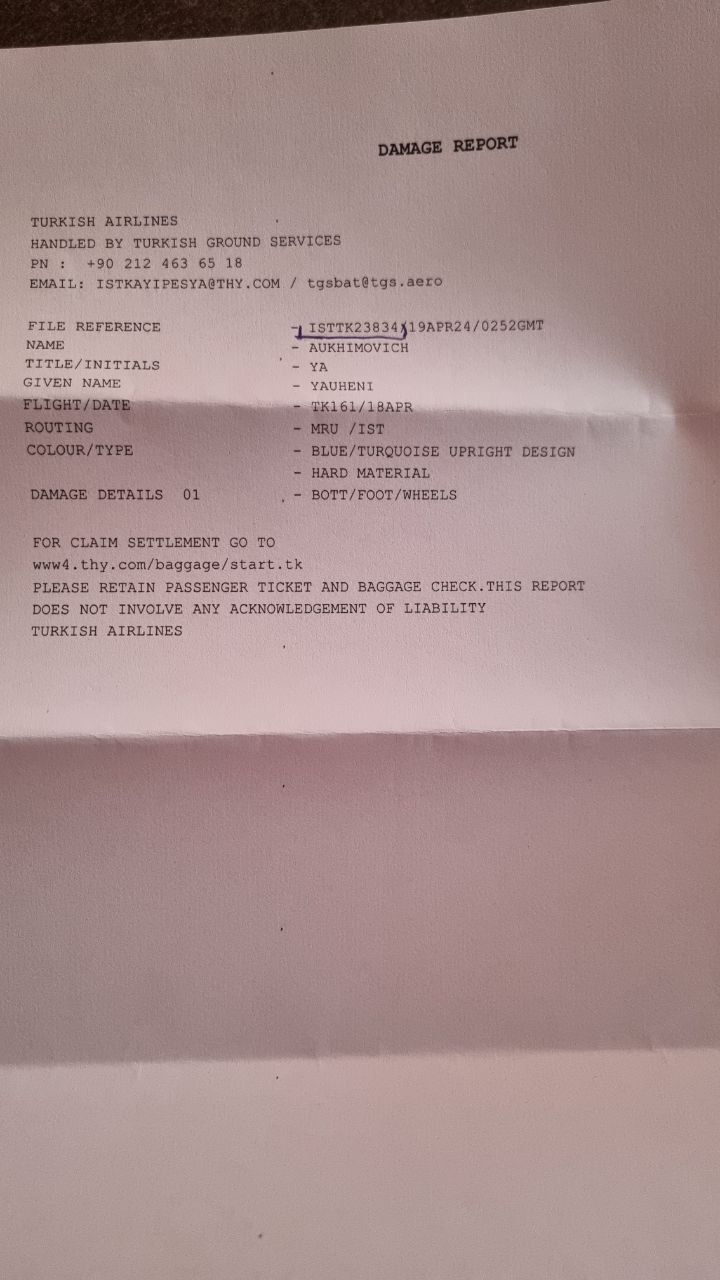 DAMAGE REPORT
TURKISH AIRLINES
HANDLED BY TURKISH GROUND SERVICES
PN : +90 212 463 65 18
EMAIL: ISTKAYIPESYA@THY.COM / tgsbat@tgs.aero
FILE REFERENCE - ISTTK23834/19APR24/0252GMT
NAME - AUKHIMOVICH
TITLE/INITIALS - YA
GIVEN NAME - YAUHENI
FLIGHT/DATE - TK161/18APR
ROUTING - MRU /IST
COLOUR/TYPE - BLUE/TURQUOISE UPRIGHT DESIGN
- HARD MATERIAL
DAMAGE DETAILS 01 - BOTT/FOOT/WHEELS
FOR CLAIM SETTLEMENT GO TO
www4.thy.com/baggage/start.tk
PLEASE RETAIN PASSENGER TICKET AND BAGGAGE CHECK.THIS REPORT
DOES NOT INVOLVE ANY ACKNOWLEDGEMENT OF LIABILITY
TURKISH AIRLINES